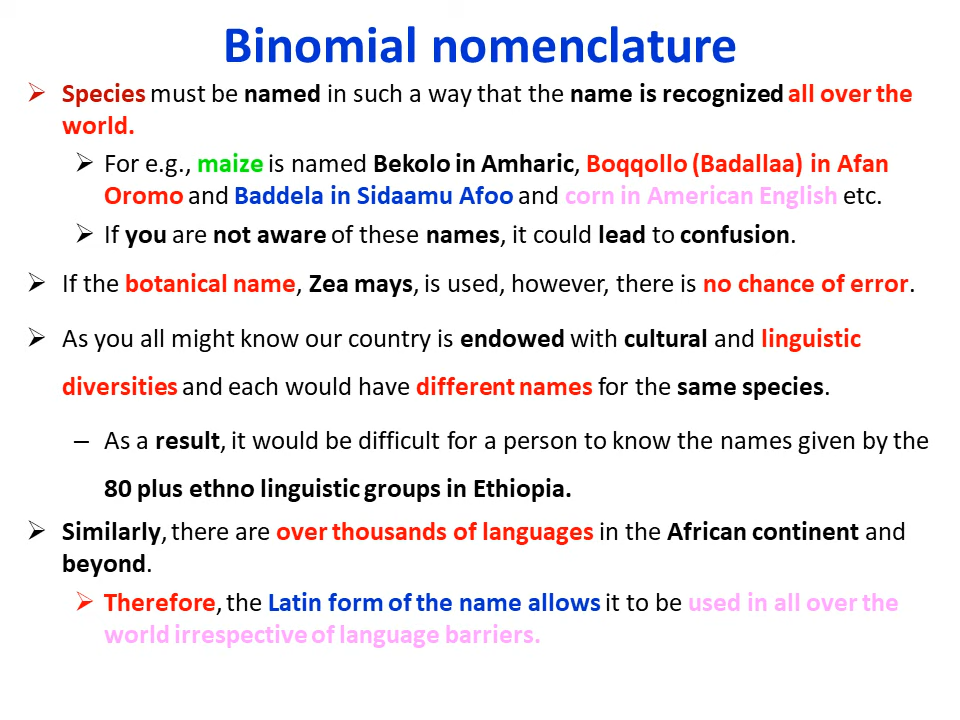 Binomial nomenclature
➢ Species must be named in such a way that the name is recognized all over the
world.
➢ For e.g., maize is named Bekolo in Amharic, Boqqollo (Badallaa) in Afan
Oromo and Baddela in Sidaamu Afoo and corn in American English etc.
➢ If you are not aware of these names, it could lead to confusion.
➢ If the botanical name, Zea mays, is used, however, there is no chance of error.
➢ As you all might know our country is endowed with cultural and linguistic
diversities and each would have different names for the same species.
– As a result, it would be difficult for a person to know the names given by the
80 plus ethno linguistic groups in Ethiopia.
➢ Similarly, there are over thousands of languages in the African continent and
beyond.
➢ Therefore, the Latin form of the name allows it to be used in all over the
world irrespective of language barriers.